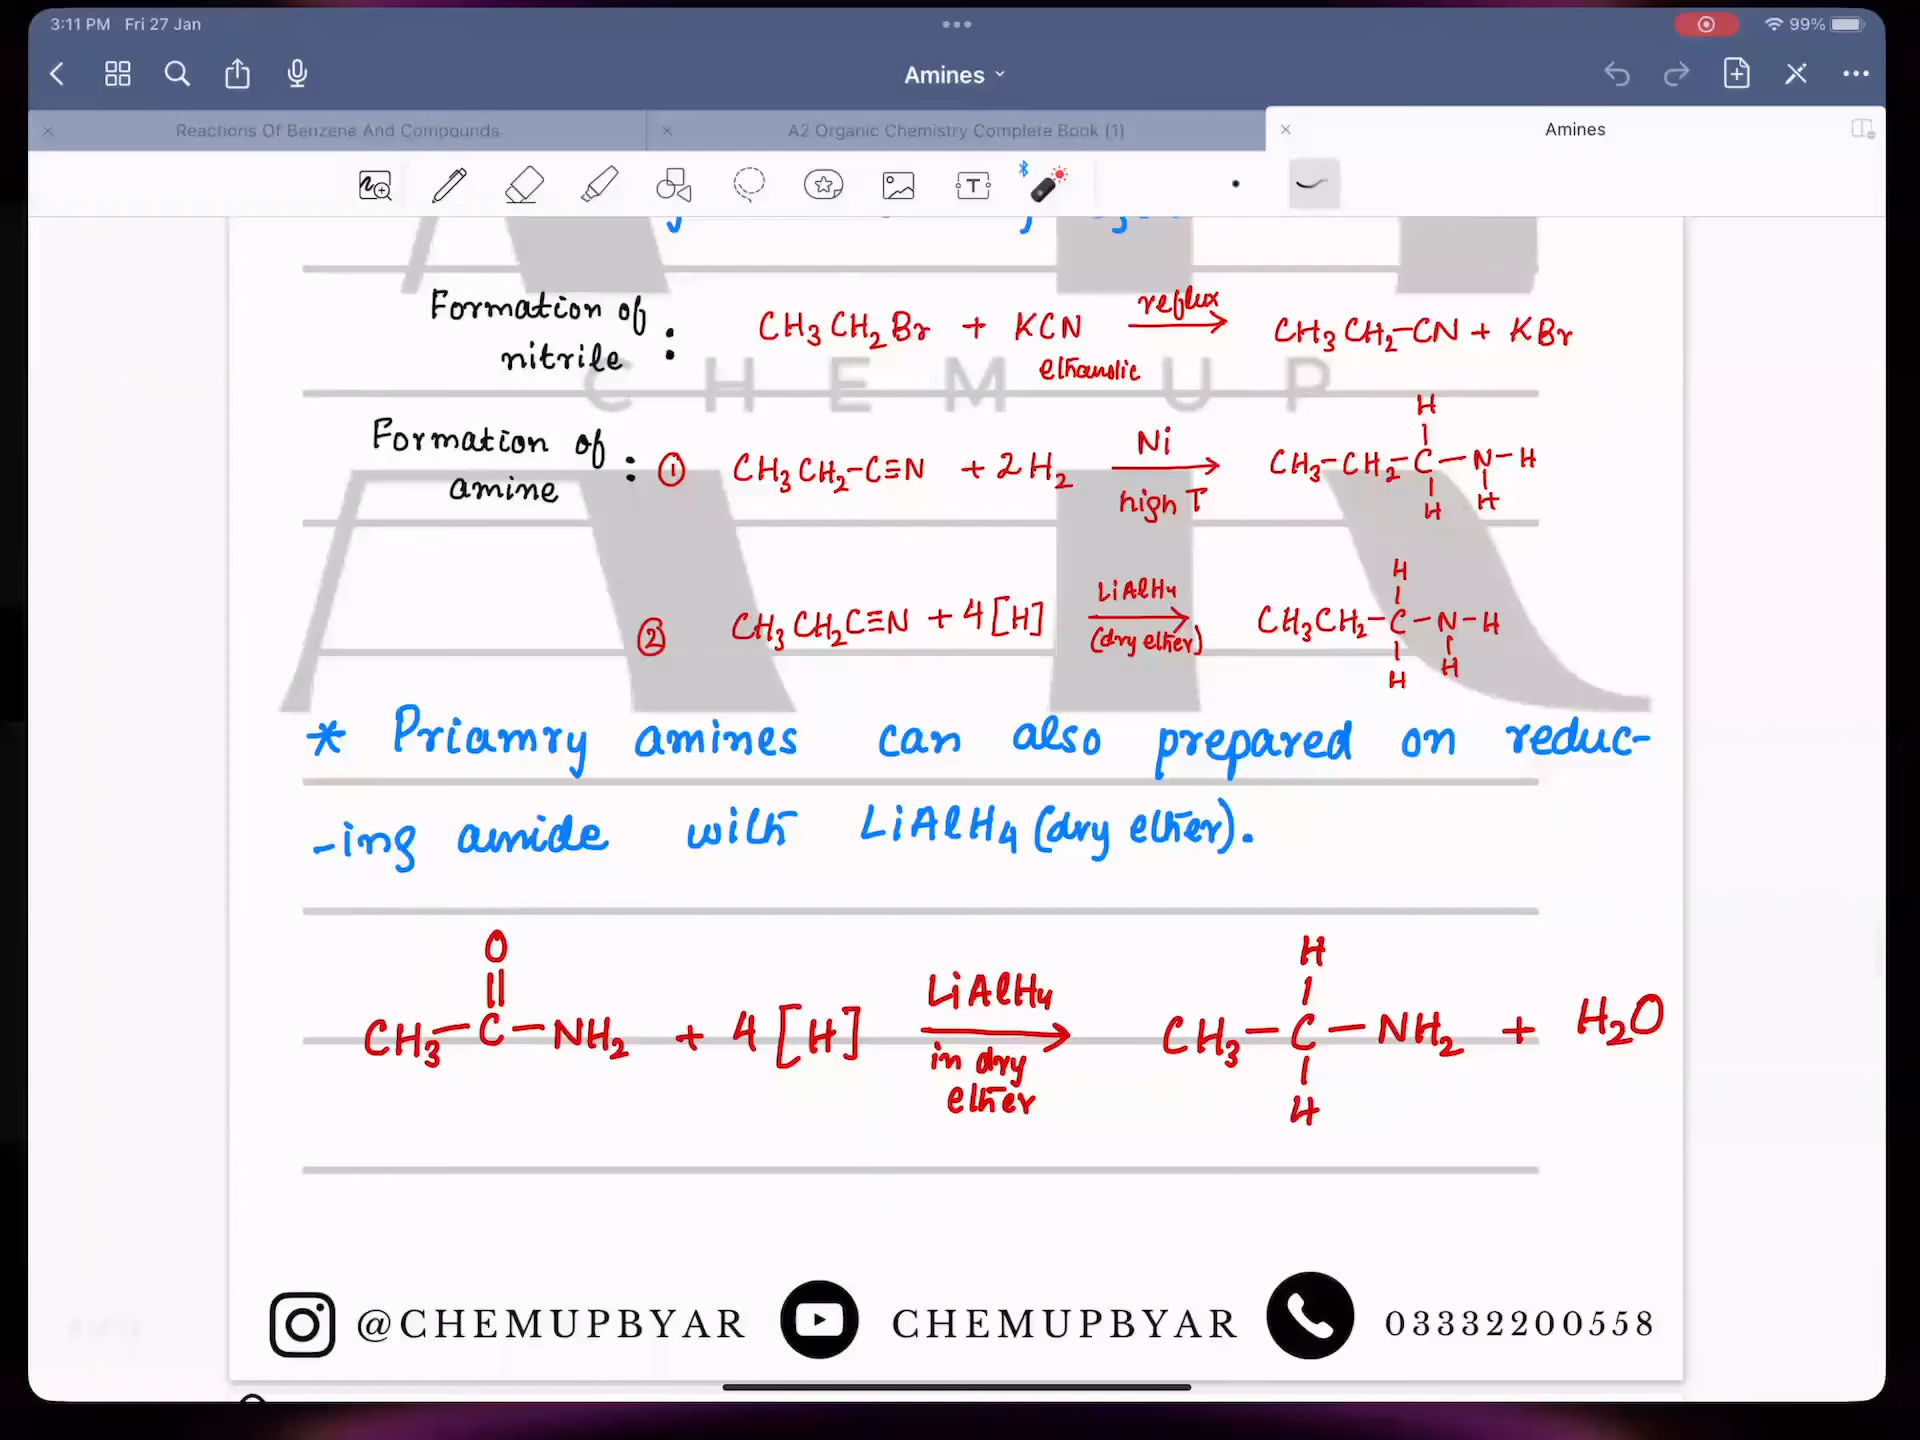 3:11 PM Fri 27 Jan
99%
Amines
Reactions Of Benzene And Compounds
A2 Organic Chemistry Complete Book (1)
Amines
T
Formation of nitrile : CH₃CH₂Br + KCN reflux → CH₃CH₂-CN + KBr
ethanolic
CHEM UP
Formation of amine : ① CH₃CH₂-C≡N + 2H₂ Ni → high T CH₃-CH₂-C-N-H
H
H H
② CH₃CH₂C≡N + 4[H] LiAlH₄ → (dry ether) CH₃CH₂-C-N-H
H
H H
AR
* Priamry amines can also prepared on reduc-
-ing amide with LiAlH₄ (dry ether).
O H
CH₃-C-NH₂ + 4[H] LiAlH₄ → in dry ether CH₃-C-NH₂ + H₂O
H
@CHEMUPBYAR CHEMUPBYAR 03332200558